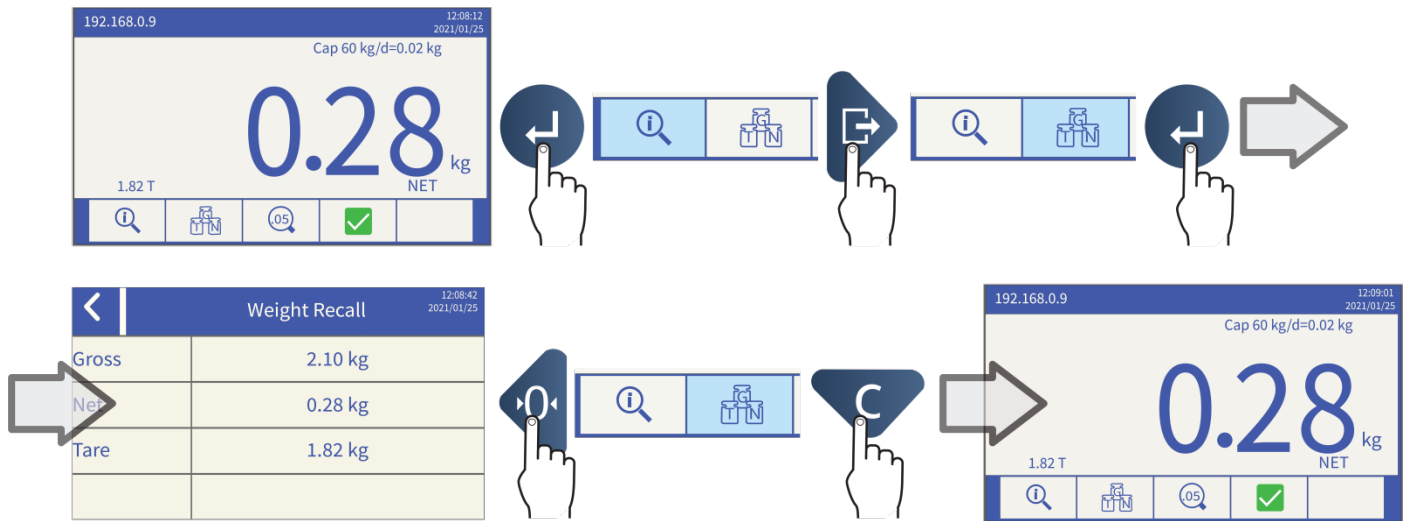 192.168.0.9
12:08:12
2021/01/25
Cap 60 kg/d=0.02 kg
0.28 kg
1.82 T
NET
i
G
T N
.05
i
G
T N
i
G
T N
Weight Recall
12:08:42
2021/01/25
Gross 2.10 kg
Net 0.28 kg
Tare 1.82 kg
0
i
G
T N
C
192.168.0.9
12:09:01
2021/01/25
Cap 60 kg/d=0.02 kg
0.28 kg
1.82 T
NET
i
G
T N
.05